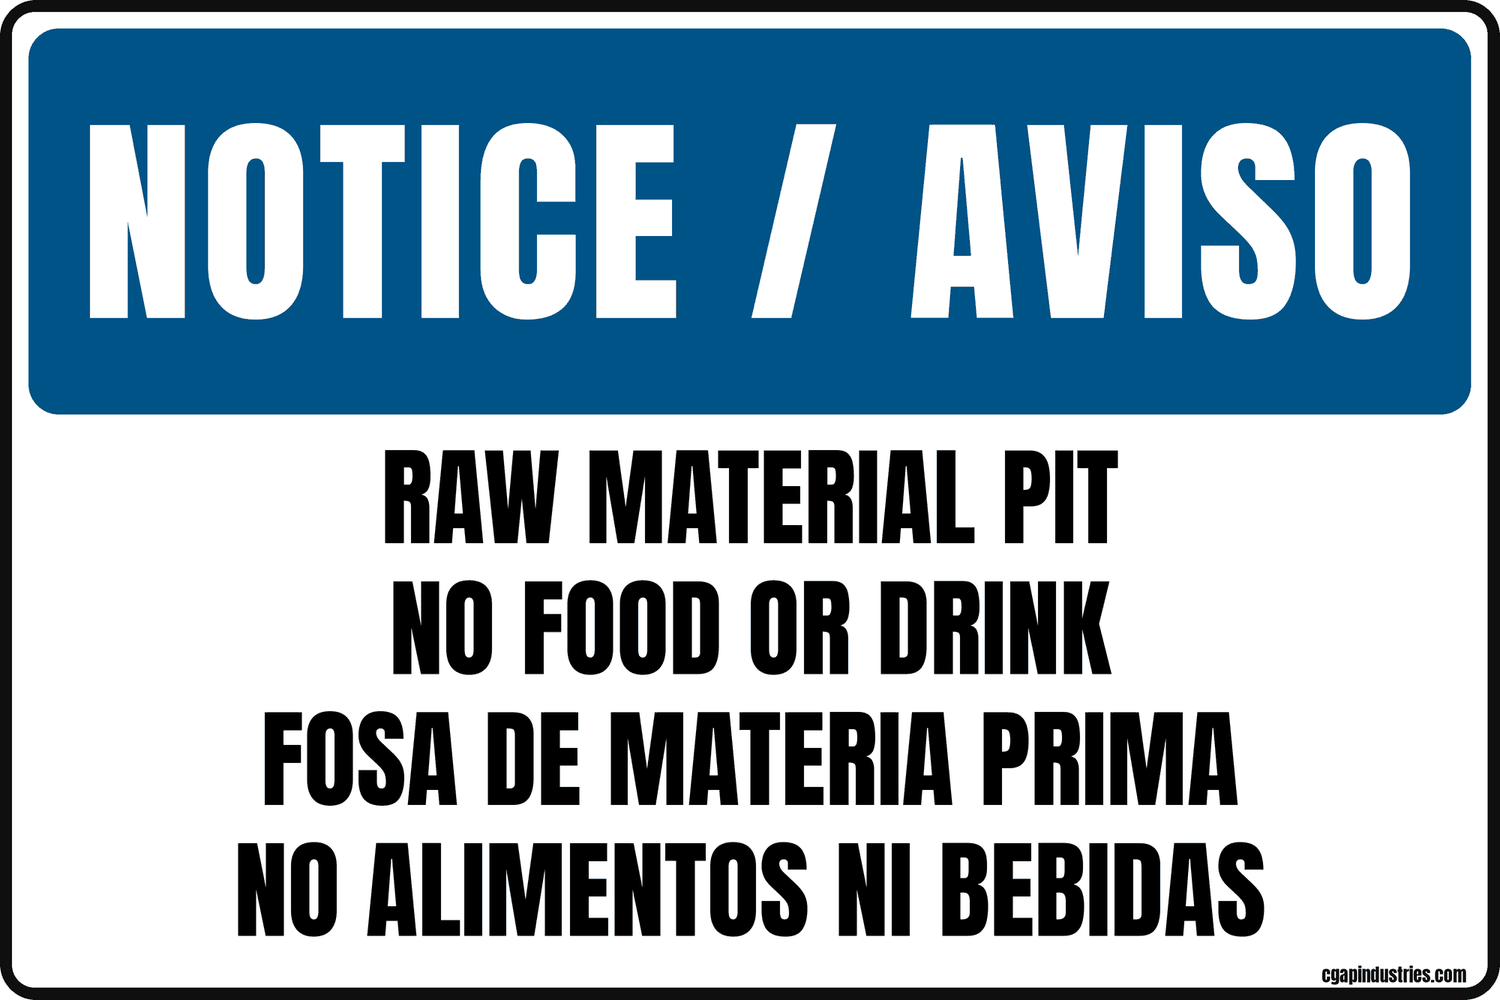 NOTICE / AVISO
RAW MATERIAL PIT
NO FOOD OR DRINK
FOSA DE MATERIA PRIMA
NO ALIMENTOS NI BEBIDAS
cgapindustries.com